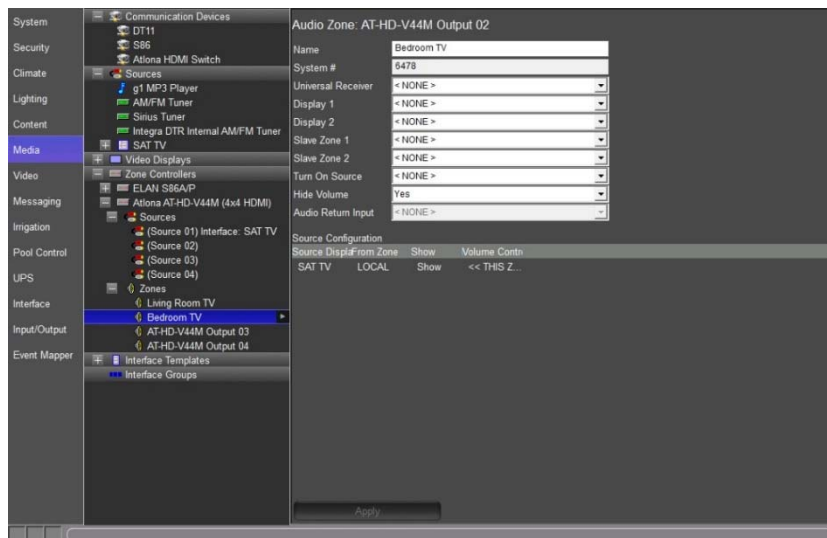 System
Security
Climate
Lighting
Content
Media
Video
Messaging
Irrigation
Pool Control
UPS
Interface
Input/Output
Event Mapper
Communication Devices
DT11
S86
Atlona HDMI Switch
Sources
g1 MP3 Player
AM/FM Tuner
Sirius Tuner
Integra DTR Internal AM/FM Tuner
SAT TV
Video Displays
Zone Controllers
ELAN S86A/P
Atlona AT-HD-V44M (4x4 HDMI)
Sources
(Source 01) Interface: SAT TV
(Source 02)
(Source 03)
(Source 04)
Zones
Living Room TV
Bedroom TV
AT-HD-V44M Output 03
AT-HD-V44M Output 04
Interface Templates
Interface Groups
Audio Zone: AT-HD-V44M Output 02
Name Bedroom TV
System # 6478
Universal Receiver < NONE >
Display 1 < NONE >
Display 2 < NONE >
Slave Zone 1 < NONE >
Slave Zone 2 < NONE >
Turn On Source < NONE >
Hide Volume Yes
Audio Return Input < NONE >
Source Configuration
Source Displa From Zone Show Volume Contr
SAT TV LOCAL Show << THIS Z...
Apply